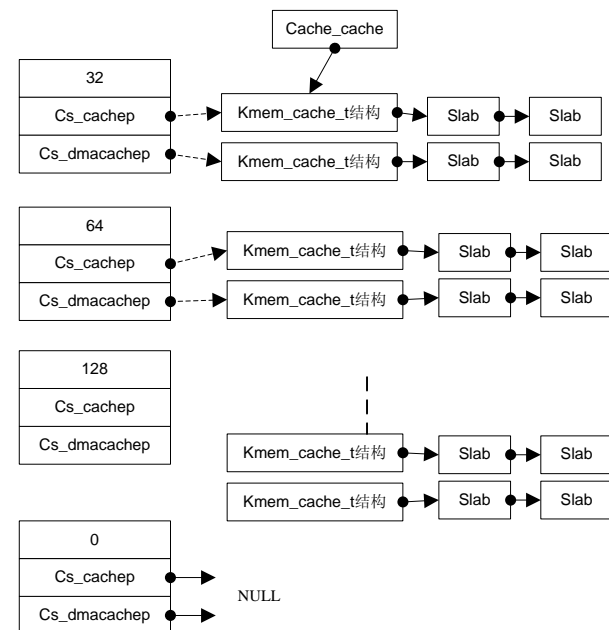 Cache_cache
32
Cs_cachep
Kmem_cache_t结构
Slab
Slab
Cs_dmacachep
Kmem_cache_t结构
Slab
Slab
64
Cs_cachep
Kmem_cache_t结构
Slab
Slab
Cs_dmacachep
Kmem_cache_t结构
Slab
Slab
128
Cs_cachep
Cs_dmacachep
Kmem_cache_t结构
Slab
Slab
Kmem_cache_t结构
Slab
Slab
0
Cs_cachep
NULL
Cs_dmacachep